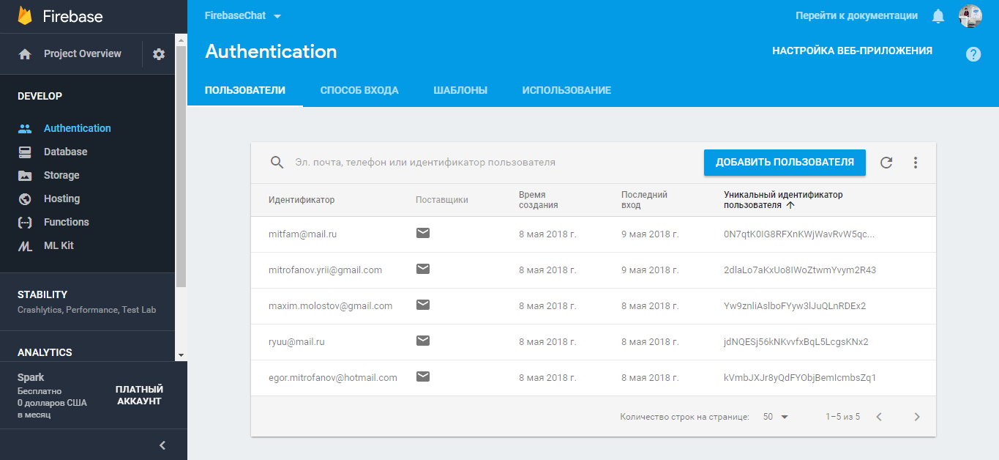 Firebase
Project Overview
DEVELOP
Authentication
Database
Storage
Hosting
Functions
ML Kit
STABILITY
Crashlytics, Performance, Test Lab
ANALYTICS
Spark
Бесплатно
0 долларов США
в месяц
ПЛАТНЫЙ
АККАУНТ
FirebaseChat
Перейти к документации
Authentication
НАСТРОЙКА ВЕБ-ПРИЛОЖЕНИЯ
?
ПОЛЬЗОВАТЕЛИ СПОСОБ ВХОДА ШАБЛОНЫ ИСПОЛЬЗОВАНИЕ
Эл. почта, телефон или идентификатор пользователя
ДОБАВИТЬ ПОЛЬЗОВАТЕЛЯ
Идентификатор
Поставщики
Время
создания
Последний
вход
Уникальный идентификатор
пользователя
mitfam@mail.ru 8 мая 2018 г. 9 мая 2018 г. 0N7qtK0IG8RFXnKWjWavRvW5qc...
mitrofanov.yrii@gmail.com 8 мая 2018 г. 9 мая 2018 г. 2dlaLo7aKxUo8IWoZtwmYvym2R43
maxim.molostov@gmail.com 8 мая 2018 г. 8 мая 2018 г. Yw9znliAslboFYyw3lJuQLnRDEx2
ryuu@mail.ru 8 мая 2018 г. 8 мая 2018 г. jdNQESj56kNKvvfxBqL5LcgsKNx2
egor.mitrofanov@hotmail.com 8 мая 2018 г. 8 мая 2018 г. kVmbJXJr8yQdFYObjBemIcmbsZq1
Количество строк на странице: 50 1–5 из 5